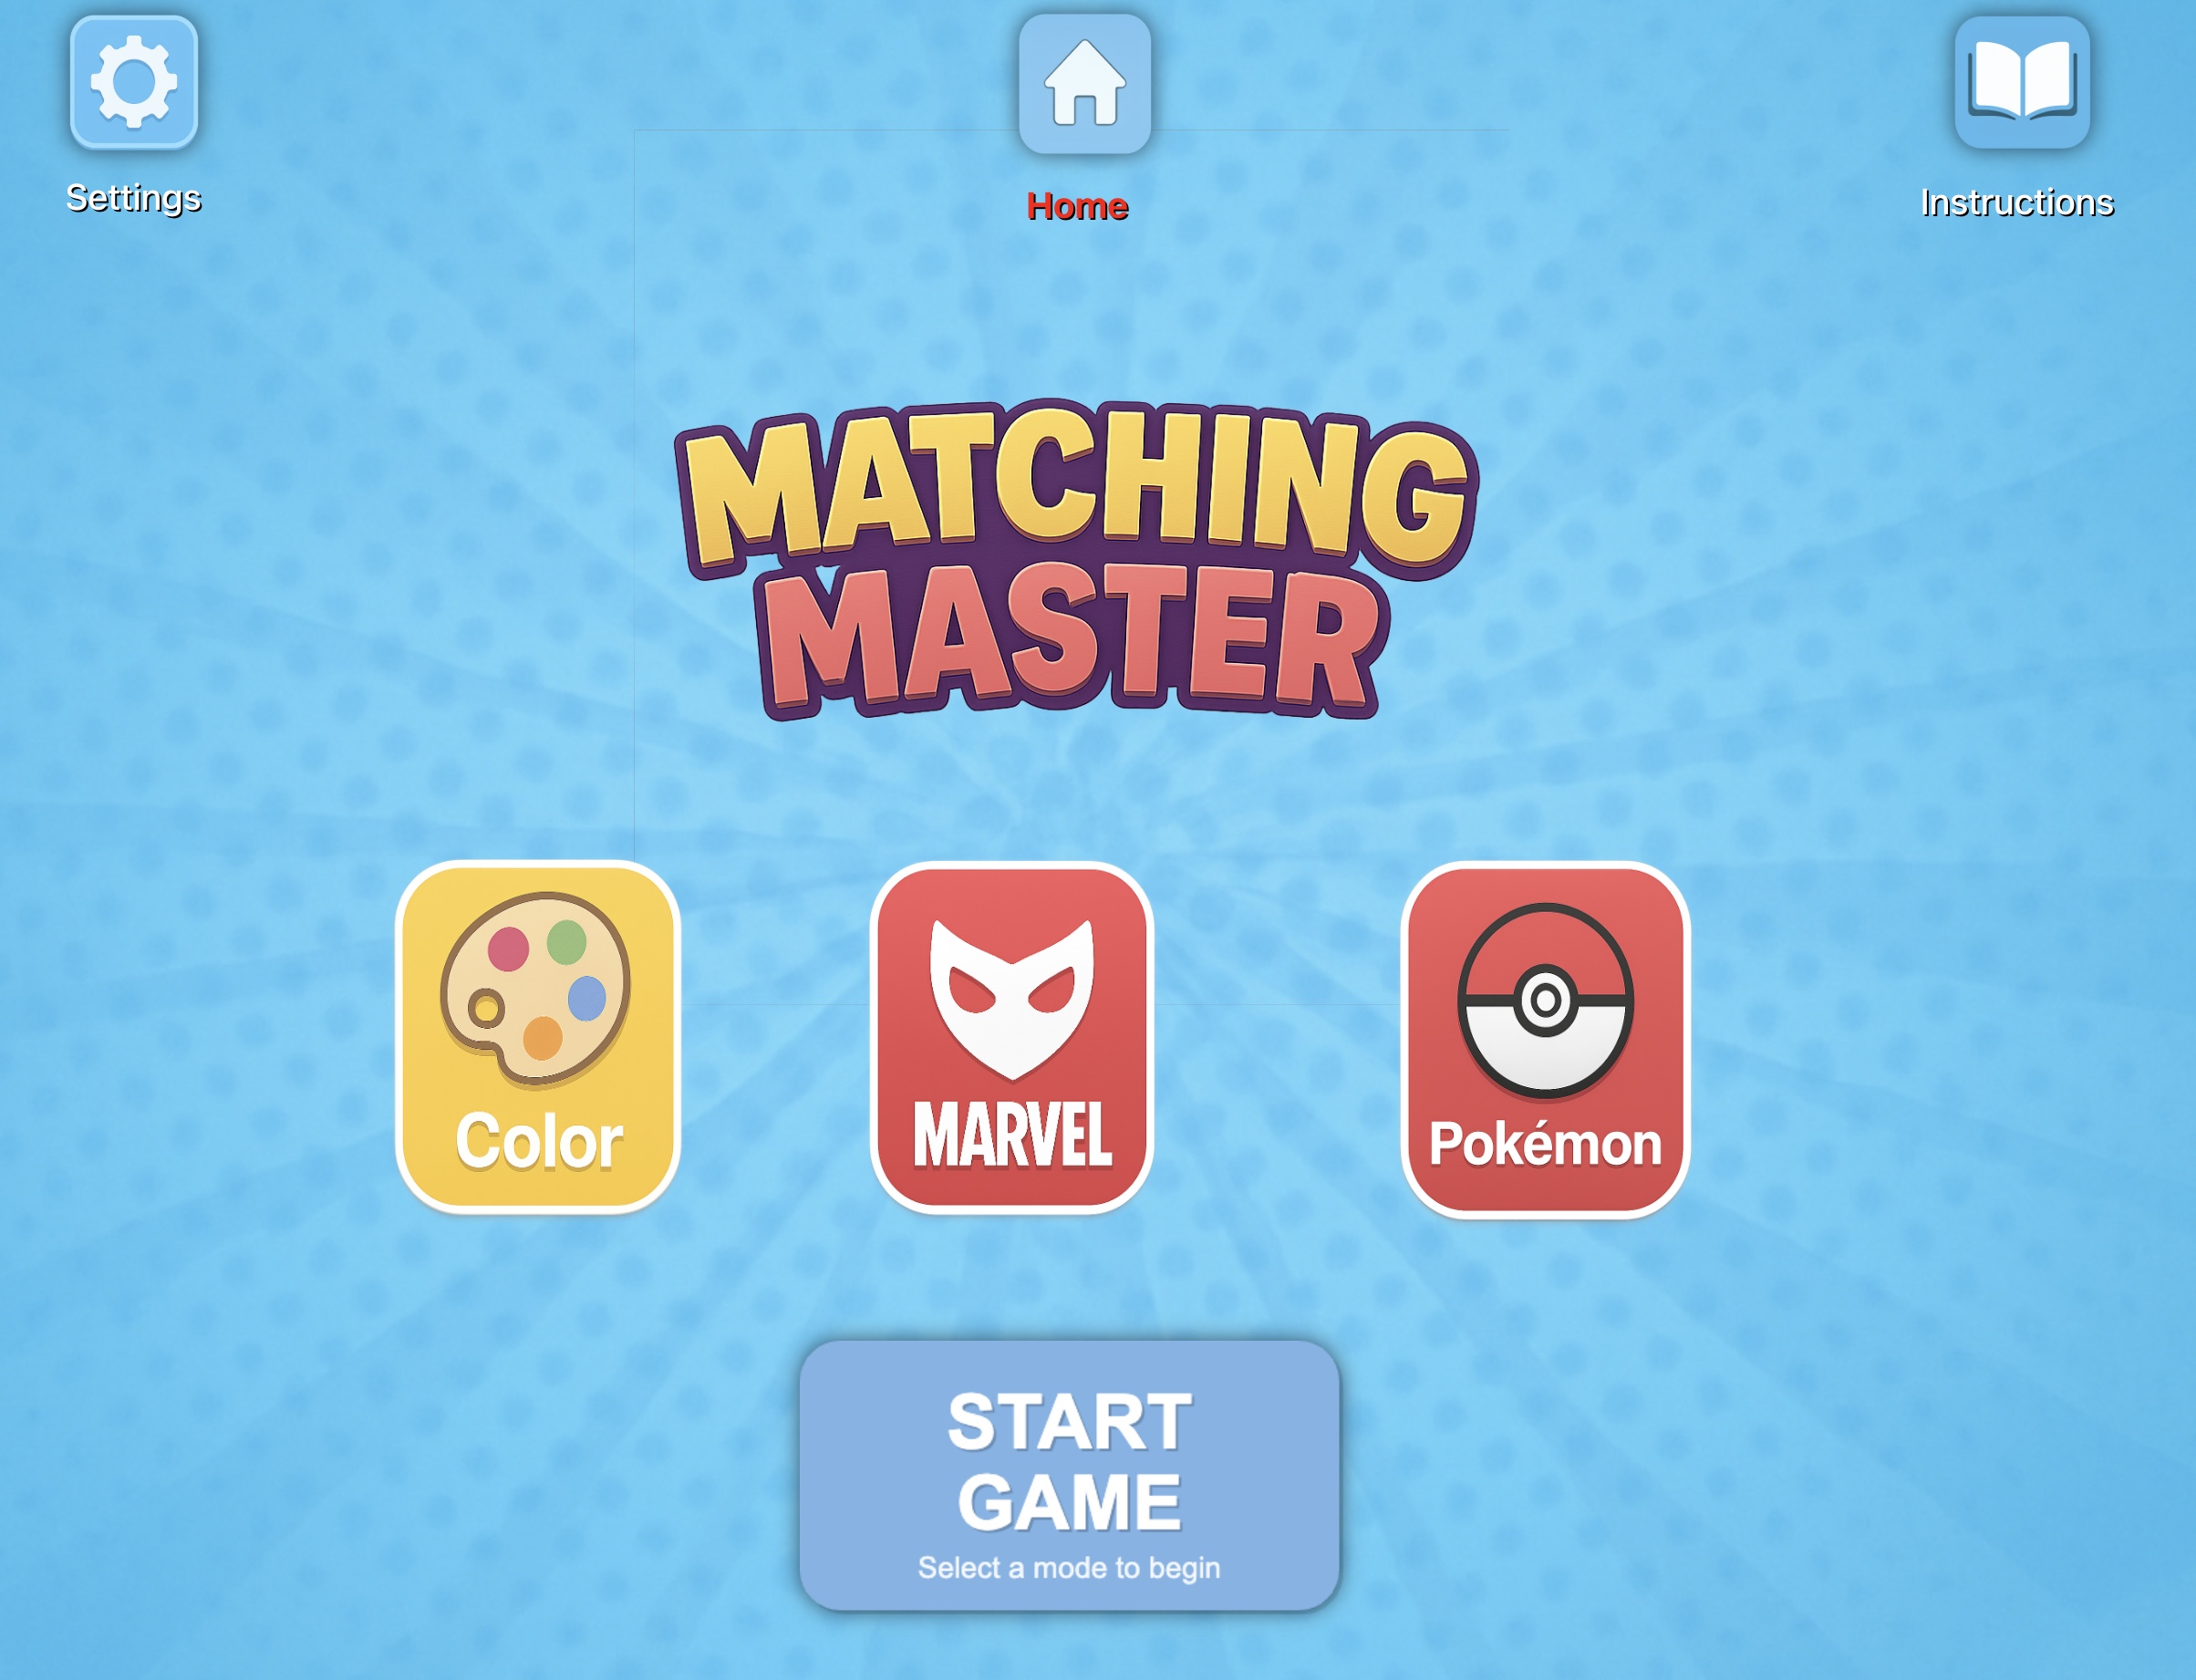 Settings
Home
Instructions
MATCHING
MASTER
Color
MARVEL
Pokémon
START
GAME
Select a mode to begin